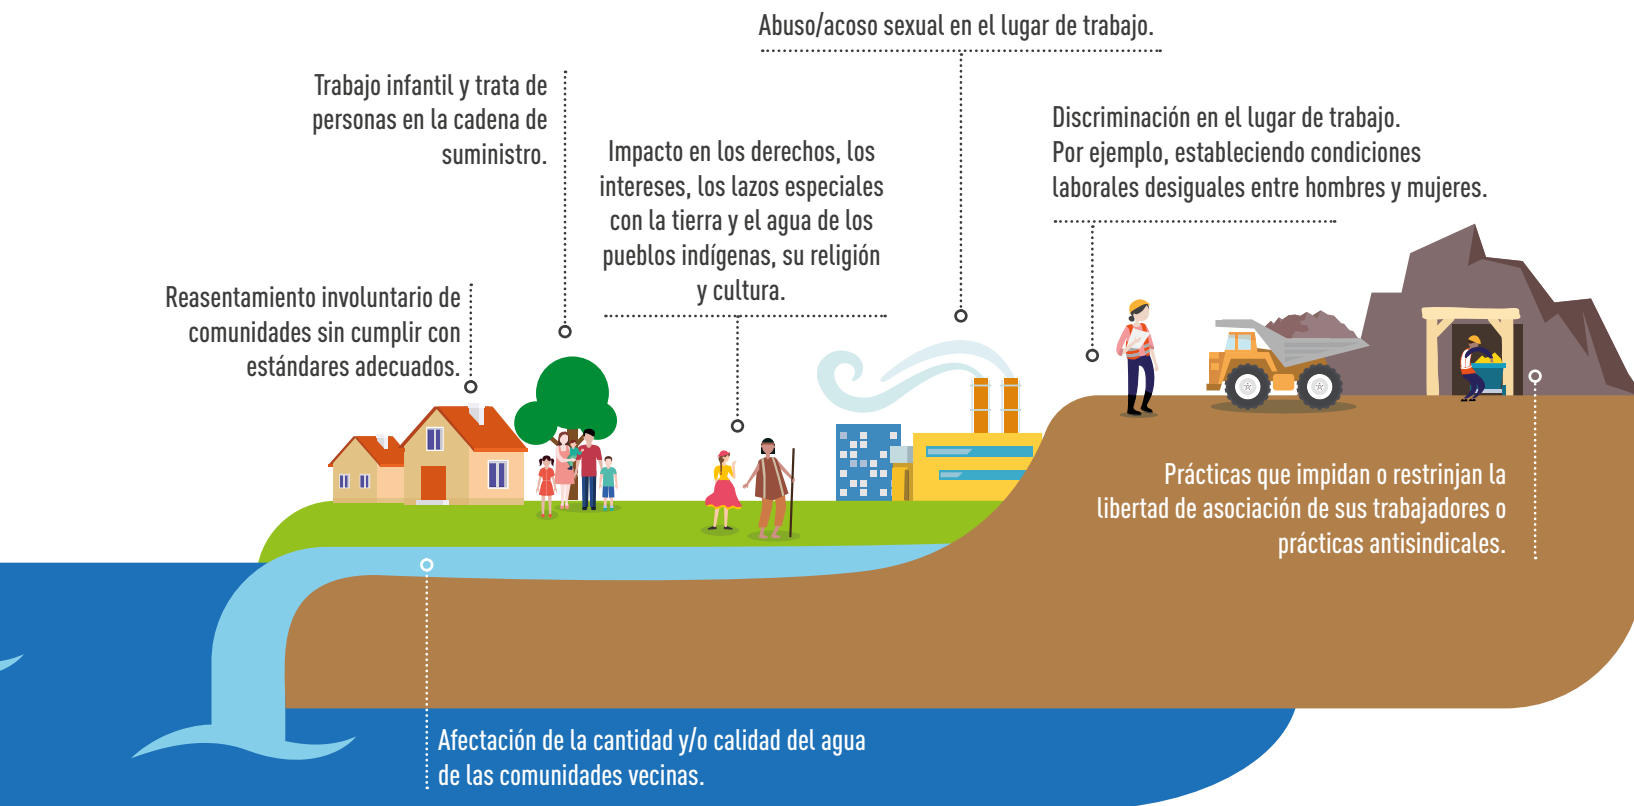 Abuso/acoso sexual en el lugar de trabajo.
Trabajo infantil y trata de
personas en la cadena de
suministro.
Discriminación en el lugar de trabajo.
Por ejemplo, estableciendo condiciones
laborales desiguales entre hombres y mujeres.
Impacto en los derechos, los
intereses, los lazos especiales
con la tierra y el agua de los
pueblos indígenas, su religión
y cultura.
Reasentamiento involuntario de
comunidades sin cumplir con
estándares adecuados.
Prácticas que impidan o restrinjan la
libertad de asociación de sus trabajadores o
prácticas antisindicales.
Afectación de la cantidad y/o calidad del agua
de las comunidades vecinas.